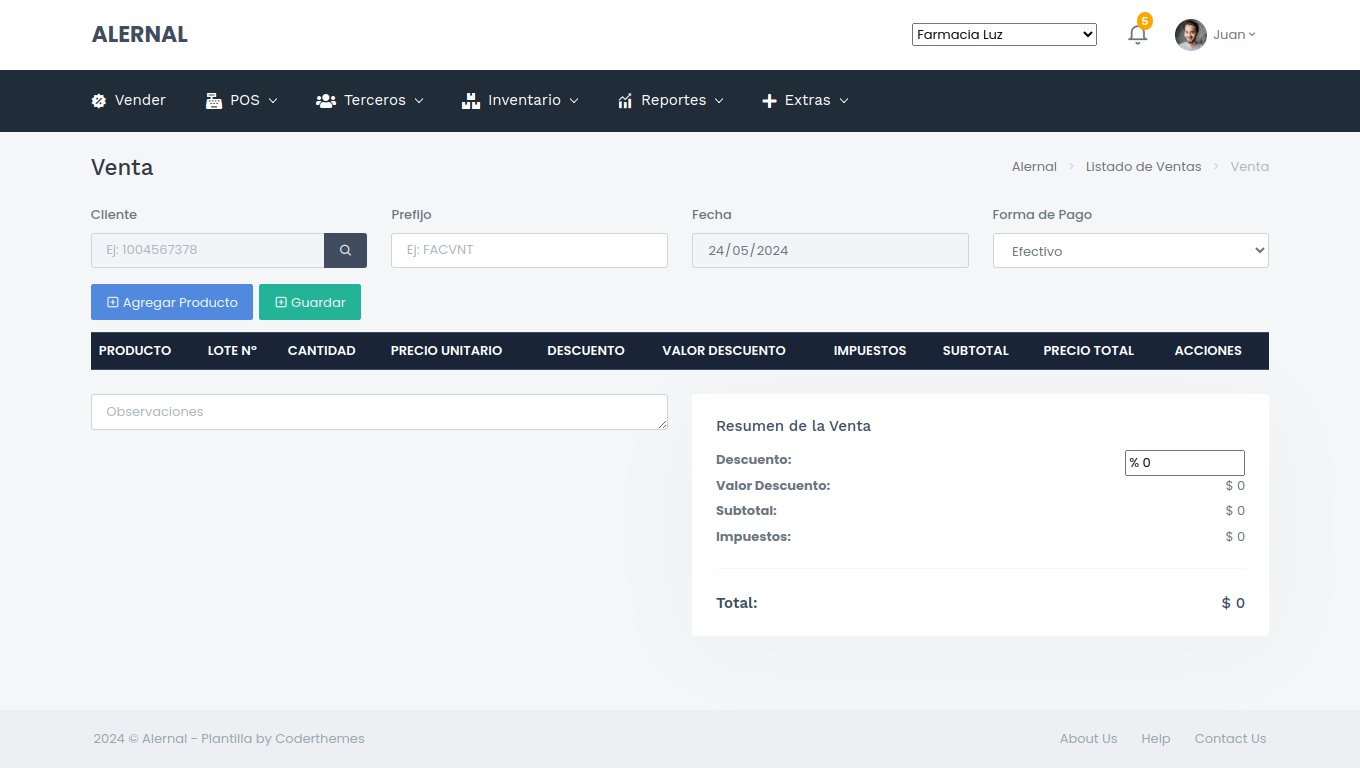 ALERNAL
Farmacia Luz
5
Juan
Vender
POS
Terceros
Inventario
Reportes
Extras
Venta
Alernal
Listado de Ventas
Venta
Cliente
Prefijo
Fecha
Forma de Pago
Ej: 1004567378
Ej: FACVNT
24/05/2024
Efectivo
Agregar Producto
Guardar
PRODUCTO LOTE Nº CANTIDAD PRECIO UNITARIO DESCUENTO VALOR DESCUENTO IMPUESTOS SUBTOTAL PRECIO TOTAL ACCIONES
Observaciones
Resumen de la Venta
Descuento: % 0
Valor Descuento: $ 0
Subtotal: $ 0
Impuestos: $ 0
Total: $ 0
2024 © Alernal - Plantilla by Coderthemes
About Us
Help
Contact Us